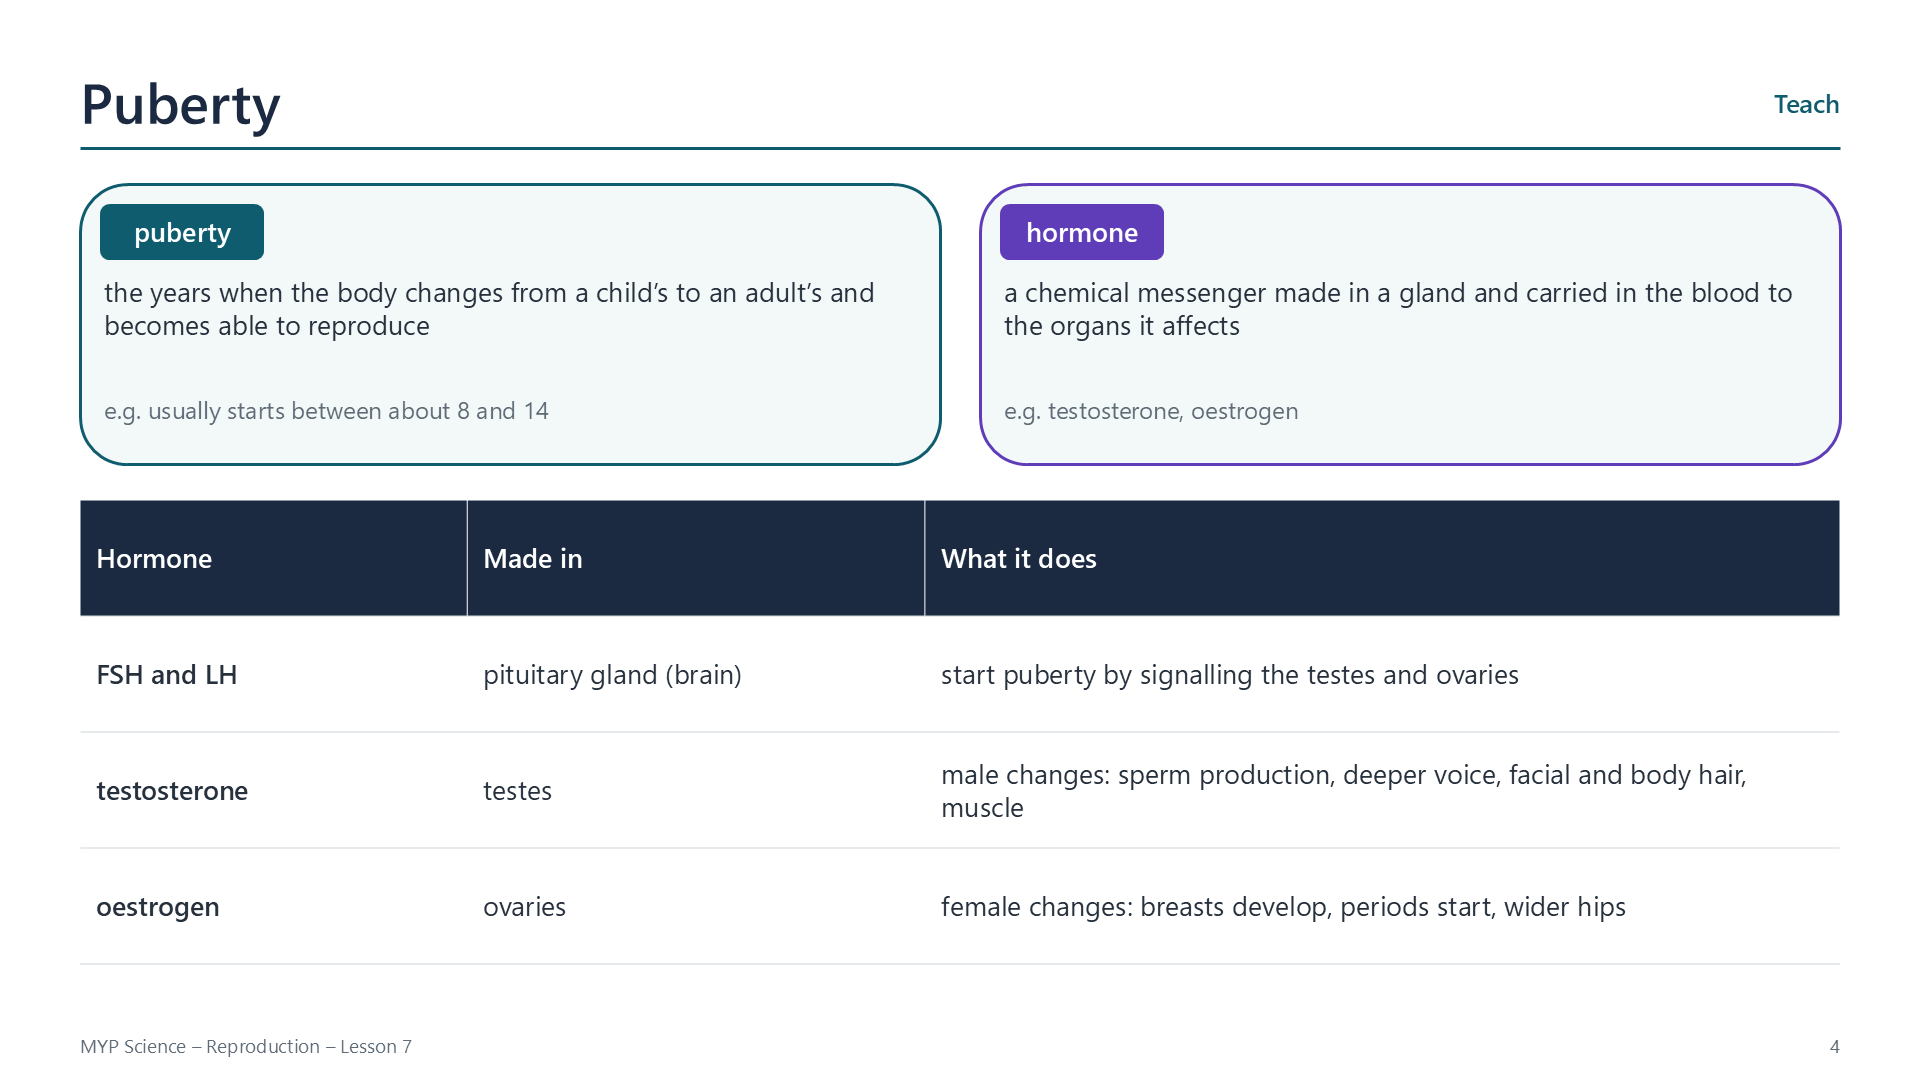 Puberty
Teach
puberty
the years when the body changes from a child’s to an adult’s and
becomes able to reproduce
e.g. usually starts between about 8 and 14
hormone
a chemical messenger made in a gland and carried in the blood to
the organs it affects
e.g. testosterone, oestrogen
Hormone
Made in
What it does
FSH and LH
pituitary gland (brain)
start puberty by signalling the testes and ovaries
testosterone
testes
male changes: sperm production, deeper voice, facial and body hair,
muscle
oestrogen
ovaries
female changes: breasts develop, periods start, wider hips
MYP Science – Reproduction – Lesson 7
4